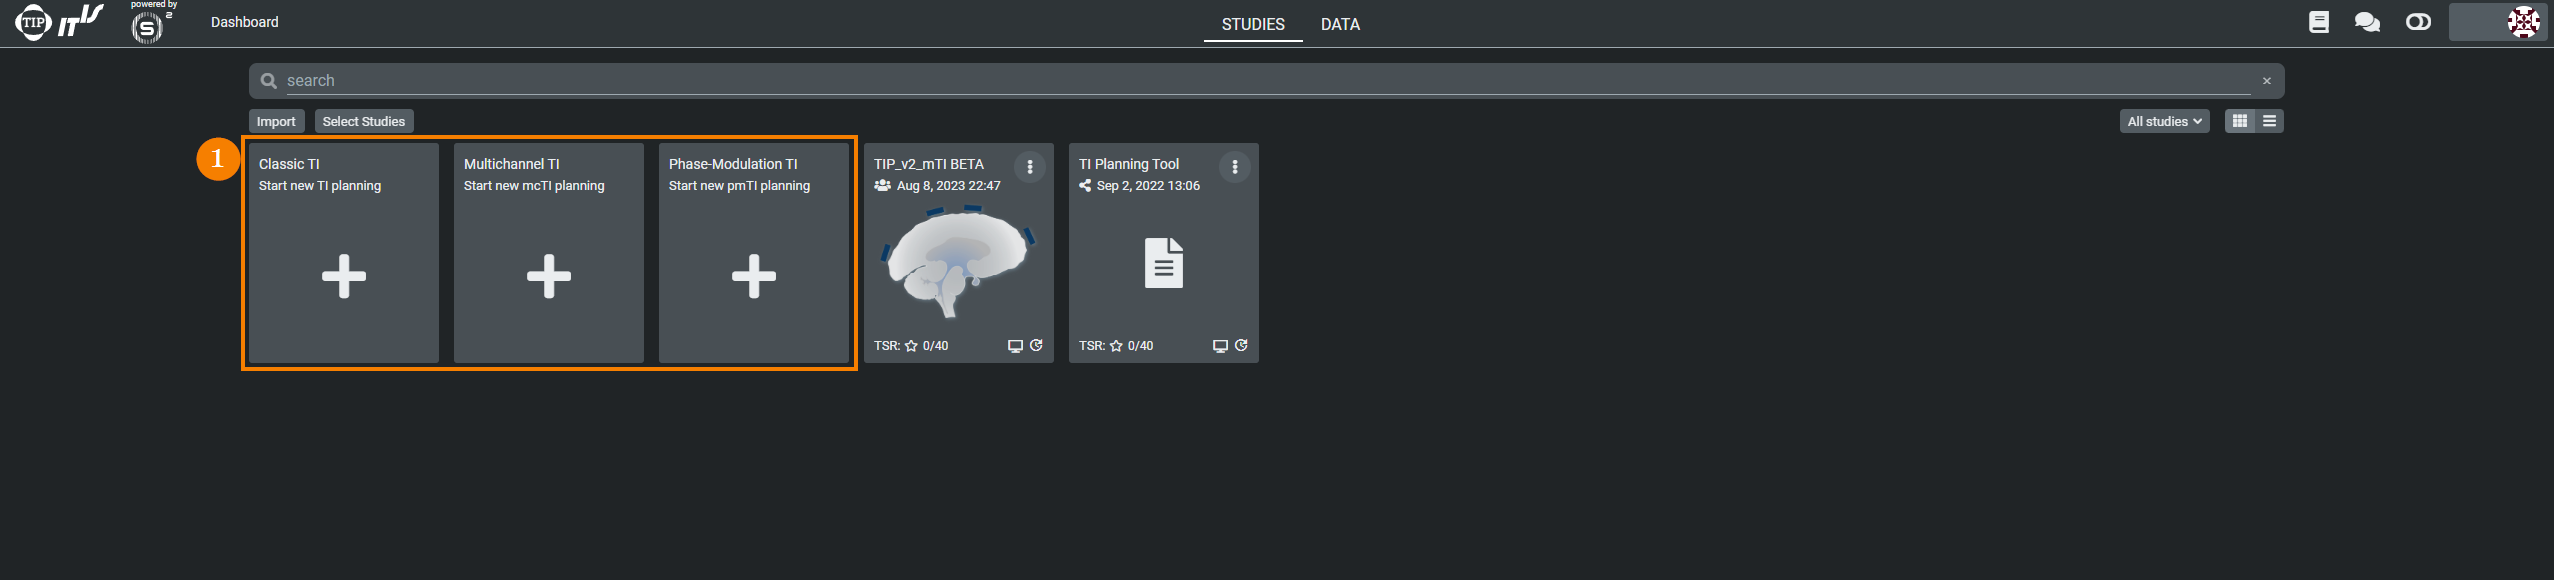 TIP IT'IS
powered by
S 2
Dashboard
STUDIES DATA
search ×
Import Select Studies
All studies
1
Classic TI
Start new TI planning
Multichannel TI
Start new mcTI planning
Phase-Modulation TI
Start new pmTI planning
TIP_v2_mTI BETA
Aug 8, 2023 22:47
TSR: 0/40
TI Planning Tool
Sep 2, 2022 13:06
TSR: 0/40